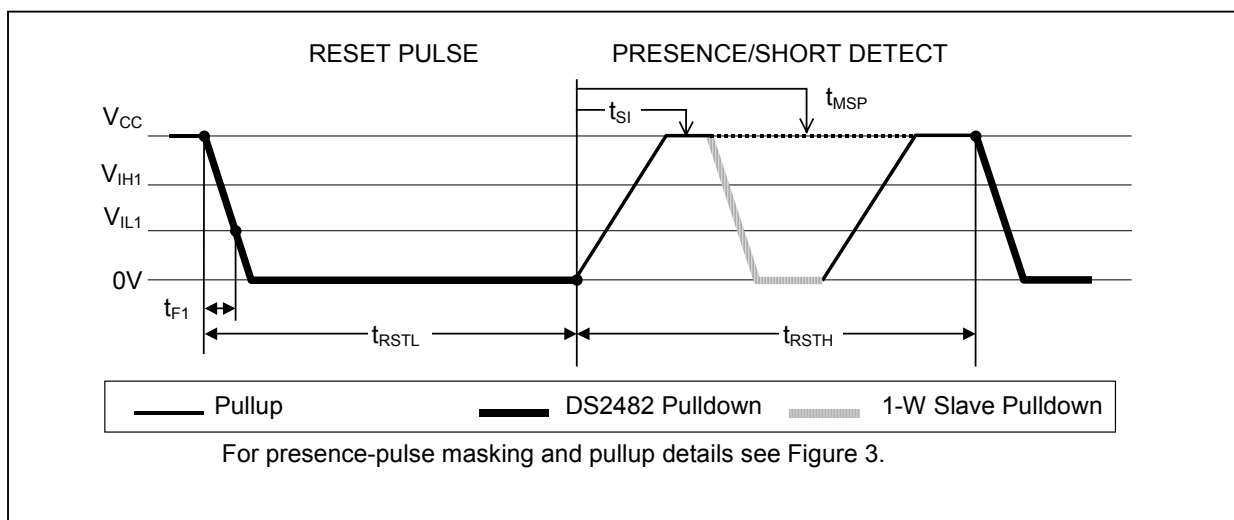 RESET PULSE PRESENCE/SHORT DETECT
tMSP
tSI
VCC
VIH1
VIL1
0V
tF1
tRSTL tRSTH
Pullup DS2482 Pulldown 1-W Slave Pulldown
For presence-pulse masking and pullup details see Figure 3.